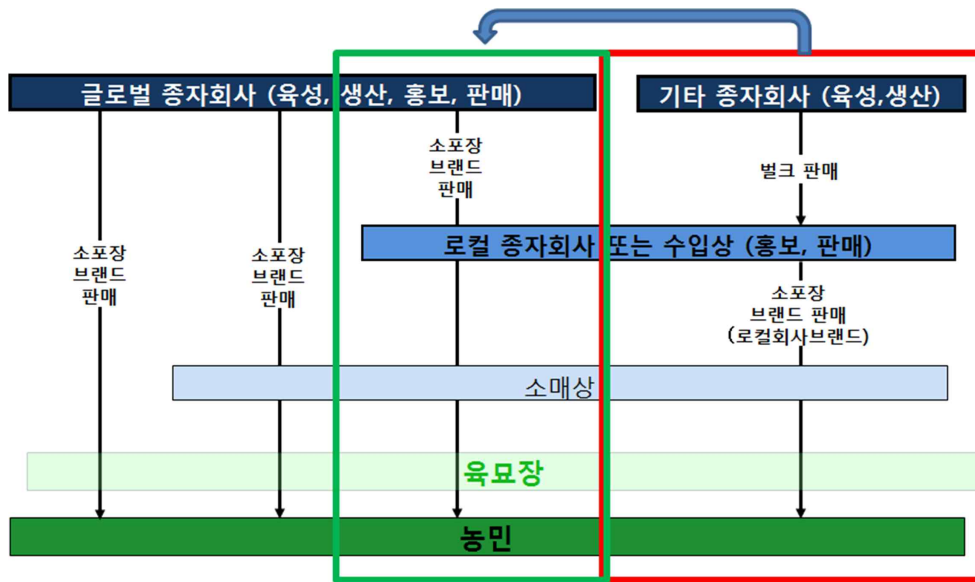 글로벌 종자회사 (육성, 생산, 홍보, 판매)
기타 종자회사 (육성,생산)
소포장
브랜드
판매
벌크 판매
로컬 종자회사 또는 수입상 (홍보, 판매)
소포장
브랜드
판매
소포장
브랜드
판매
소포장
브랜드 판매
(로컬회사브랜드)
소매상
육묘장
농민